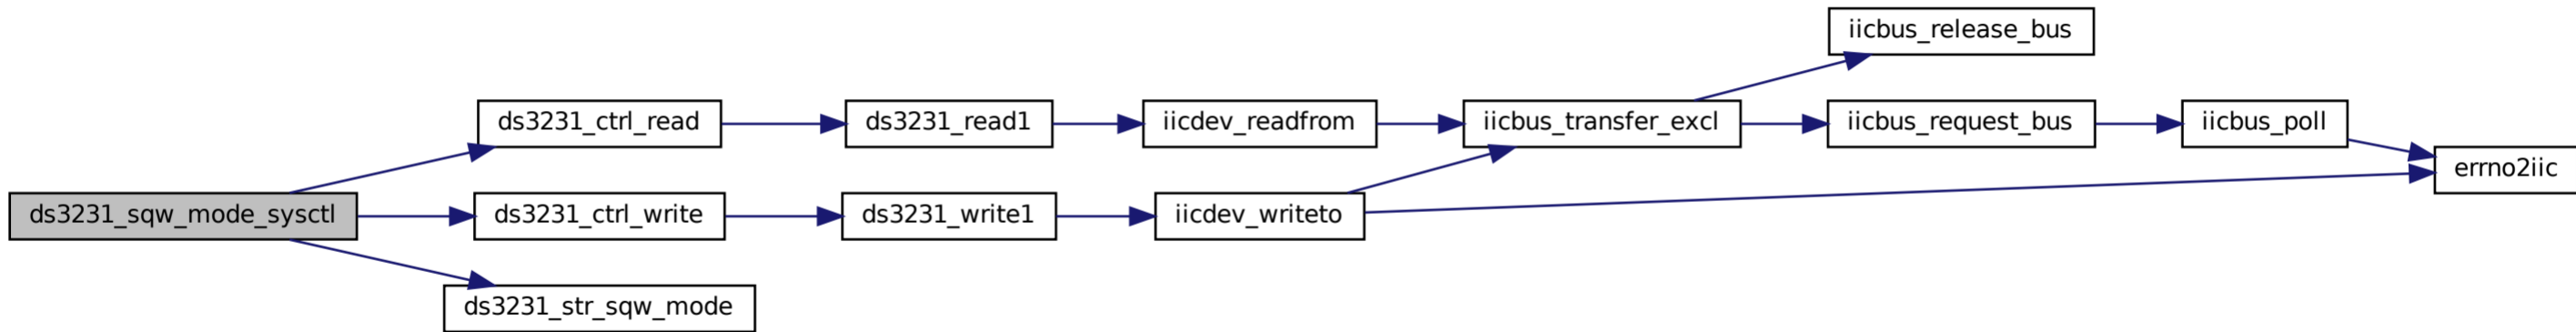 iicbus_release_bus
ds3231_ctrl_read
ds3231_read1
iicdev_readfrom
iicbus_transfer_excl
iicbus_request_bus
iicbus_poll
errno2iic
ds3231_sqw_mode_sysctl
ds3231_ctrl_write
ds3231_write1
iicdev_writeto
ds3231_str_sqw_mode